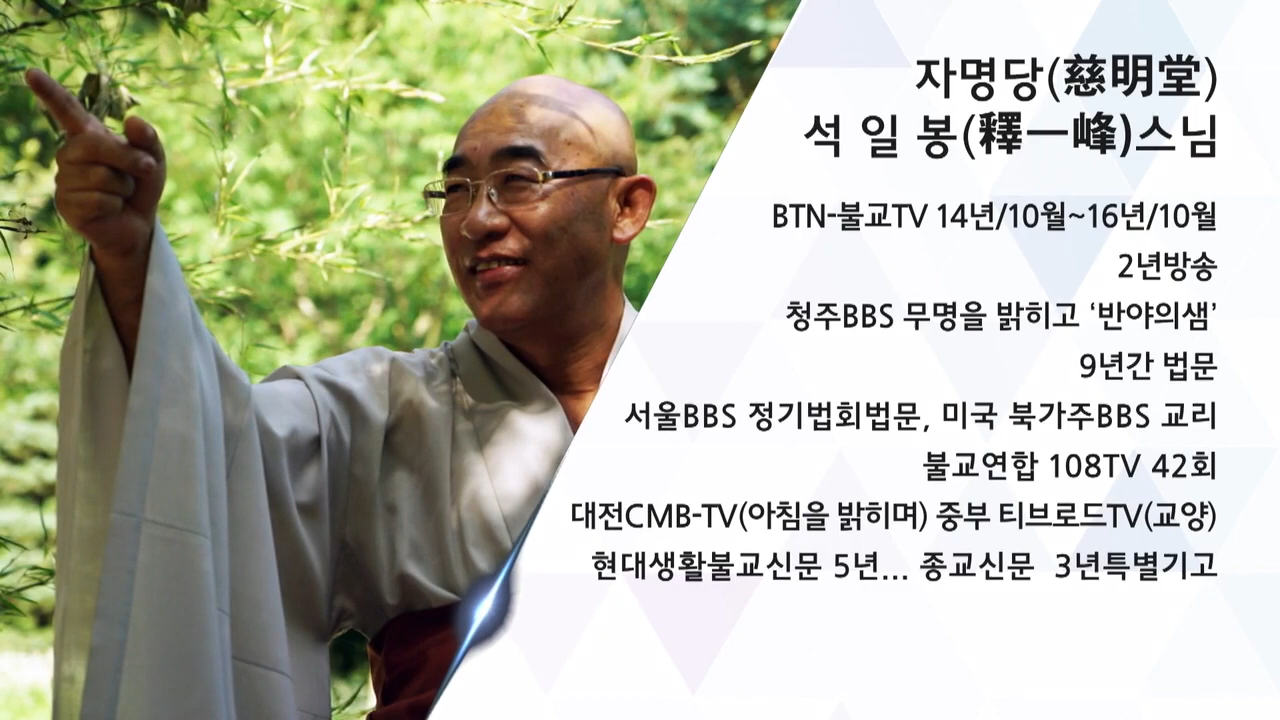 자명당(慈明堂)
석 일 봉(釋一峰)스님
BTN-불교TV 14년/10월~16년/10월
2년방송
청주BBS 무명을 밝히고 ‘반야의샘’
9년간 법문
서울BBS 정기법회법문, 미국 북가주BBS 교리
불교연합 108TV 42회
대전CMB-TV(아침을 밝히며) 중부 티브로드TV(교양)
현대생활불교신문 5년... 종교신문 3년특별기고